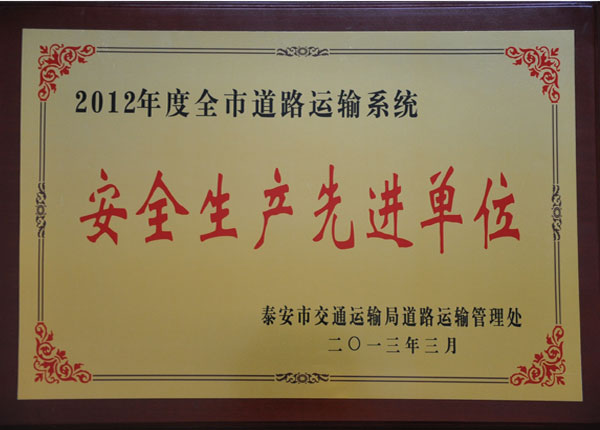 2012年度全市道路运输系统
安全生产先进单位
泰安市交通运输局道路运输管理处
二〇一三年三月